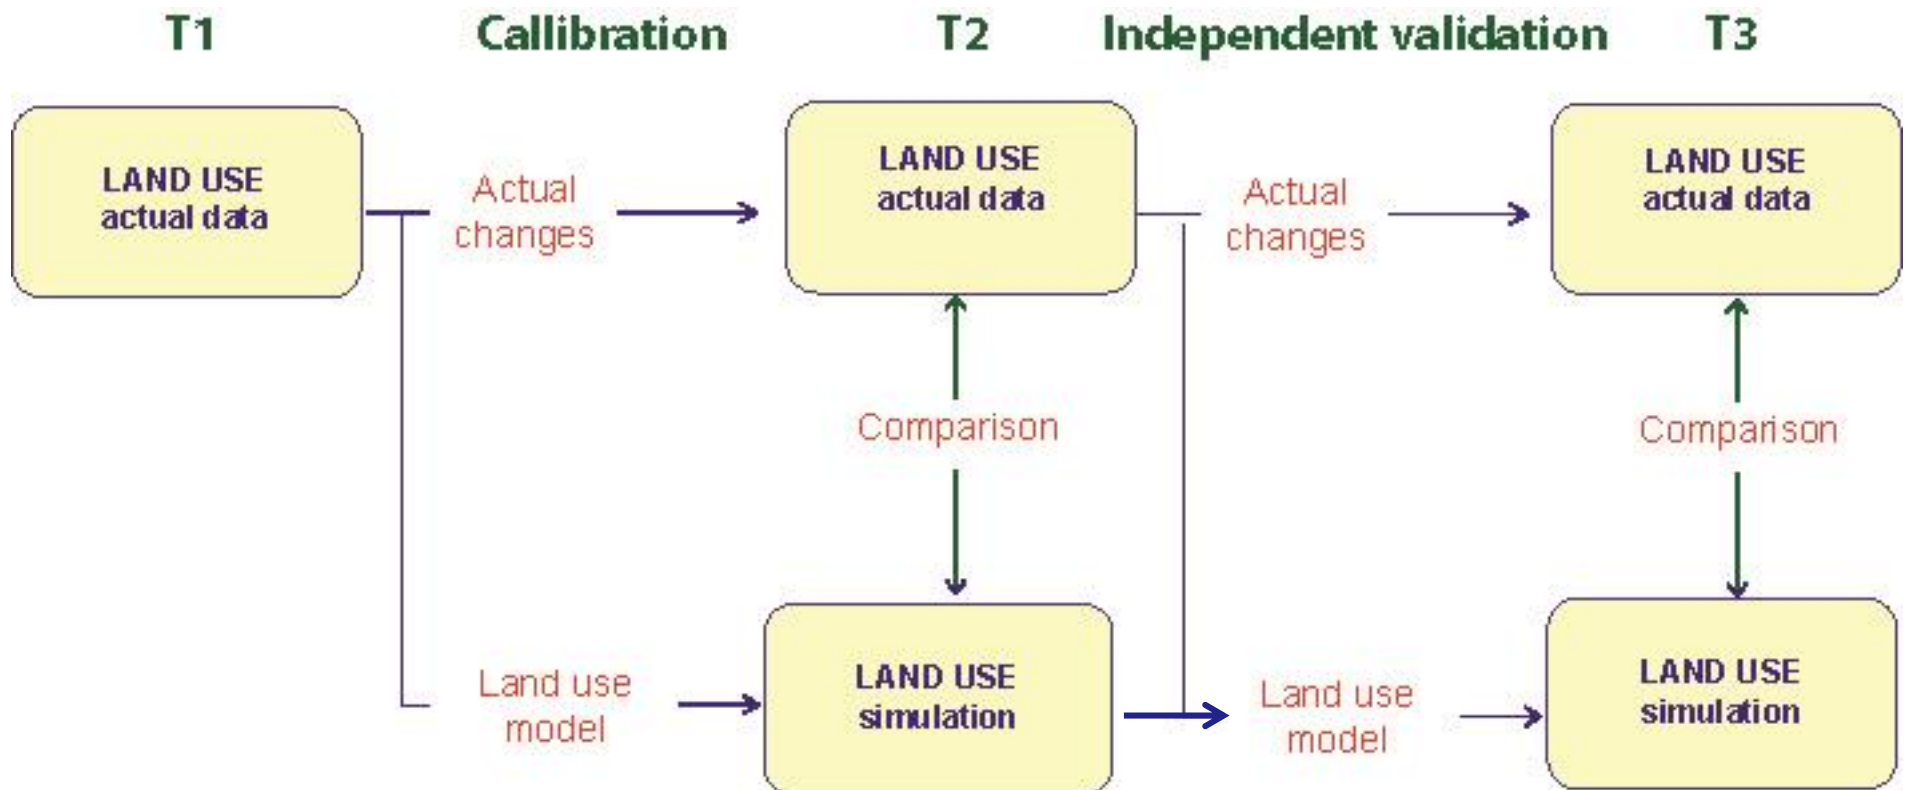 T1 Callibration T2 Independent validation T3
LAND USE
actual data
Actual
changes
LAND USE
actual data
Actual
changes
LAND USE
actual data
Comparison
Comparison
Land use
model
LAND USE
simulation
Land use
model
LAND USE
simulation